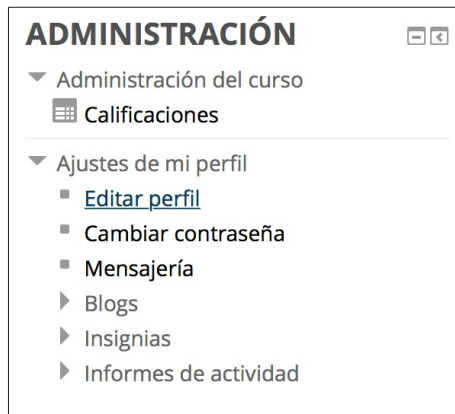 ADMINISTRACIÓN
Administración del curso
Calificaciones
Ajustes de mi perfil
Editar perfil
Cambiar contraseña
Mensajería
Blogs
Insignias
Informes de actividad